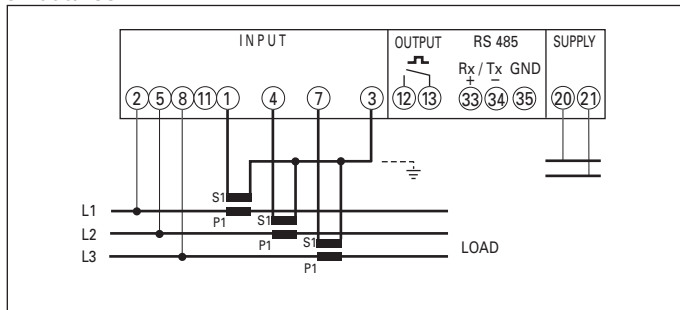 INPUT OUTPUT RS 485 SUPPLY
Rx / Tx GND
+ −
2 5 8 11 1 4 7 3 12 13 33 34 35 20 21
S1
L1
P1
S1
L2
P1
S1
LOAD
L3
P1